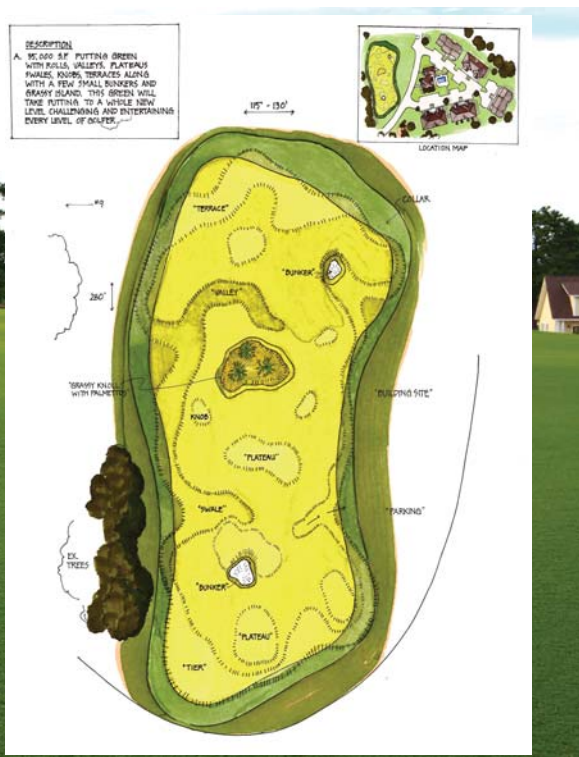 DESCRIPTION
A. 35,000 S.F. PUTTING GREEN
WITH ROLLS, VALLEYS, PLATEAUS
SWALES, KNOBS, TERRACES ALONG
WITH A FEW SMALL BUNKERS AND
GRASSY ISLAND. THIS GREEN WILL
TAKE PUTTING TO A WHOLE NEW
LEVEL CHALLENGING AND ENTERTAINING
EVERY LEVEL OF GOLFER.
LOCATION MAP
115' - 130'
COLLAR
"TERRACE"
"BUNKER"
"VALLEY"
280'
"GRASSY KNOLL
WITH PALMETTOS"
"BUILDING SITE"
KNOB
"PLATEAU"
"SWALE"
"PARKING"
EX.
TREES
"BUNKER"
"PLATEAU"
"TIER"